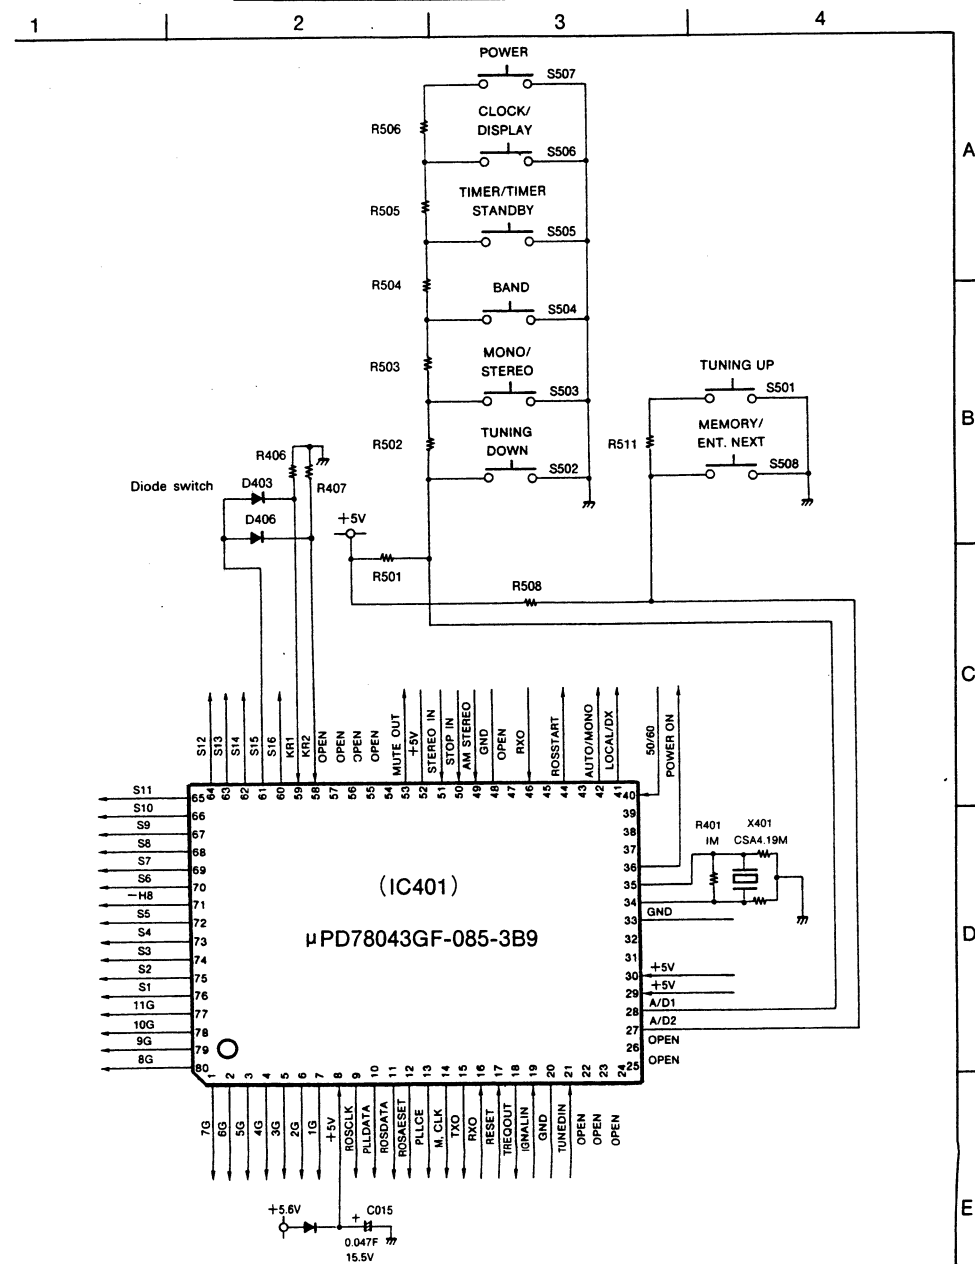 1 2 3 4
POWER
S507
R506
CLOCK/
DISPLAY
S506
A
R505
TIMER/TIMER
STANDBY
S505
R504
BAND
S504
R503
MONO/
STEREO
S503
TUNING UP
S501
R502
TUNING
DOWN
S502
R511
MEMORY/
ENT. NEXT
S508
B
R406
R407
Diode switch
D403
D406
+5V
R501
R508
C
S12
S13
S14
S15
S16
KR1
KR2
OPEN
OPEN
OPEN
OPEN
MUTE OUT
+5V
STEREO IN
STOP IN
AM STEREO
GND
OPEN
RXO
ROSSTART
AUTO/MONO
LOCAL/DX
50/60
POWER ON
64 63 62 61 60 59 58 57 56 55 54 53 52 51 50 49 48 47 46 45 44 43 42 41
S11 65
S10 66
S9 67
S8 68
S7 69
S6 70
–H8 71
S5 72
S4 73
S3 74
S2 75
S1 76
11G 77
10G 78
9G 79
8G 80
(IC401)
μPD78043GF-085-3B9
40
39
38
37
36
35
34
33 GND
32
31
30 +5V
29 +5V
28 A/D1
27 A/D2
26 OPEN
25 OPEN
R401
1M
X401
CSA4.19M
D
1 2 3 4 5 6 7 8 9 10 11 12 13 14 15 16 17 18 19 20 21 22 23 24
7G
6G
5G
4G
3G
2G
1G
+5V
ROSCLK
PLLDATA
ROSDATA
ROSAESET
PLLCE
M, CLK
TXO
RXO
RESET
TREQOUT
IGNALIN
GND
TUNEDIN
OPEN
OPEN
OPEN
E
+5.6V
+ C015
0.047F
15.5V